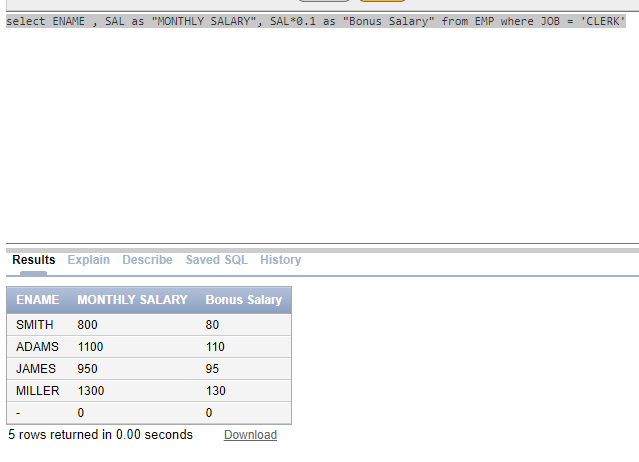 select ENAME , SAL as "MONTHLY SALARY", SAL*0.1 as "Bonus Salary" from EMP where JOB = 'CLERK'
Results Explain Describe Saved SQL History
ENAME MONTHLY SALARY Bonus Salary
SMITH 800 80
ADAMS 1100 110
JAMES 950 95
MILLER 1300 130
- 0 0
5 rows returned in 0.00 seconds Download